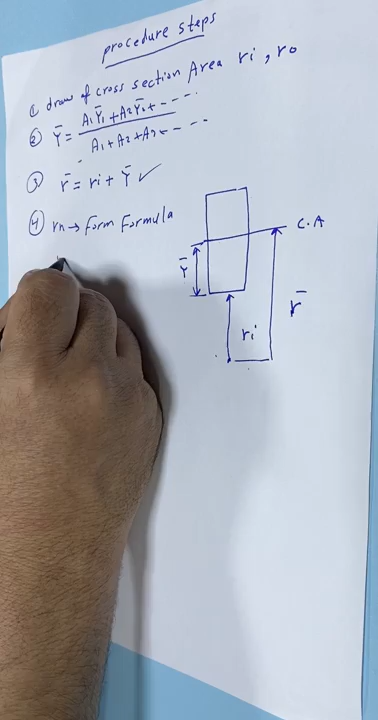 procedure steps
① draw of cross section Area ri , ro
② Ȳ = A1Ȳ1 + A2Ȳ2 + - - - -
A1 + A2 + A3 + - - - -
③ r̄ = ri + Ȳ ✓
④ rn → Form Formula
C.A
Ȳ
r̄
ri